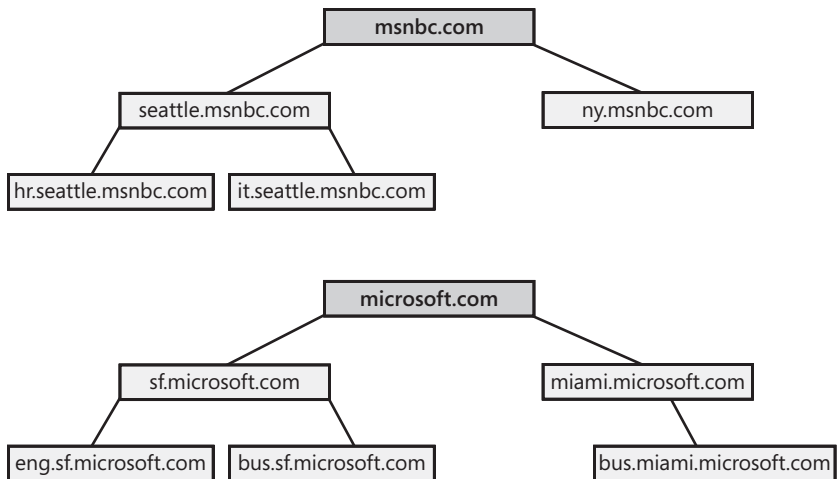 msnbc.com
seattle.msnbc.com
ny.msnbc.com
hr.seattle.msnbc.com
it.seattle.msnbc.com
microsoft.com
sf.microsoft.com
miami.microsoft.com
eng.sf.microsoft.com
bus.sf.microsoft.com
bus.miami.microsoft.com